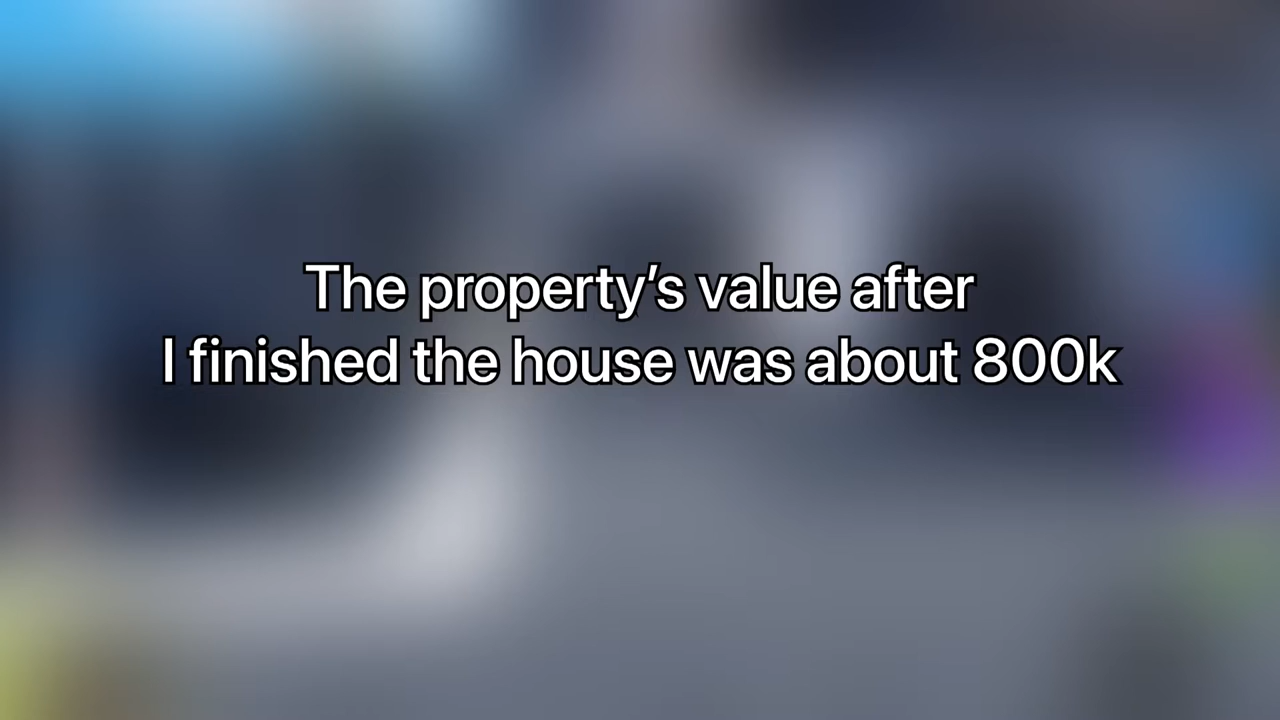 The property’s value after
I finished the house was about 800k